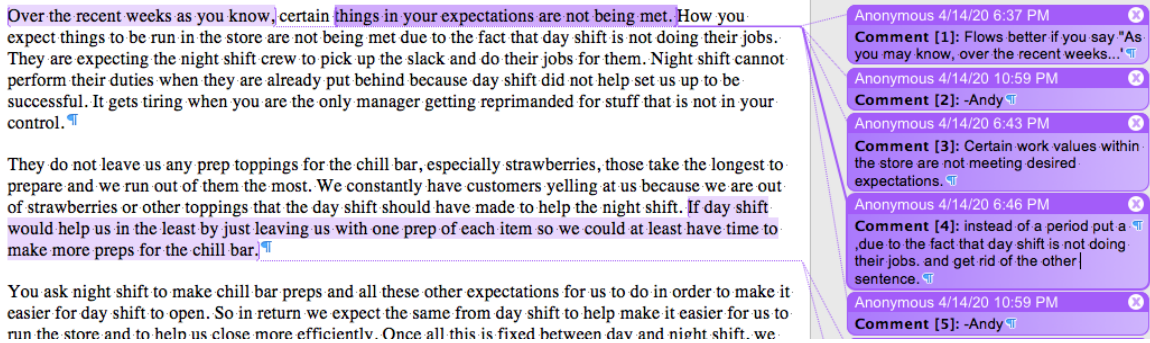 Over the recent weeks as you know, certain things in your expectations are not being met. How you
expect things to be run in the store are not being met due to the fact that day shift is not doing their jobs.
They are expecting the night shift crew to pick up the slack and do their jobs for them. Night shift cannot
perform their duties when they are already put behind because day shift did not help set us up to be
successful. It gets tiring when you are the only manager getting reprimanded for stuff that is not in your
control.¶
They do not leave us any prep toppings for the chill bar, especially strawberries, those take the longest to
prepare and we run out of them the most. We constantly have customers yelling at us because we are out
of strawberries or other toppings that the day shift should have made to help the night shift. If day shift
would help us in the least by just leaving us with one prep of each item so we could at least have time to
make more preps for the chill bar.¶
You ask night shift to make chill bar preps and all these other expectations for us to do in order to make it
easier for day shift to open. So in return we expect the same from day shift to help make it easier for us to
run the store and to help us close more efficiently. Once all this is fixed between day and night shift, we
Anonymous 4/14/20 6:37 PM
Comment [1]: Flows better if you say "As
you may know, over the recent weeks..."¶
Anonymous 4/14/20 10:59 PM
Comment [2]: -Andy¶
Anonymous 4/14/20 6:43 PM
Comment [3]: Certain work values within
the store are not meeting desired
expectations.¶
Anonymous 4/14/20 6:46 PM
Comment [4]: instead of a period put a ¶
,due to the fact that day shift is not doing
their jobs. and get rid of the other
sentence.¶
Anonymous 4/14/20 10:59 PM
Comment [5]: -Andy¶